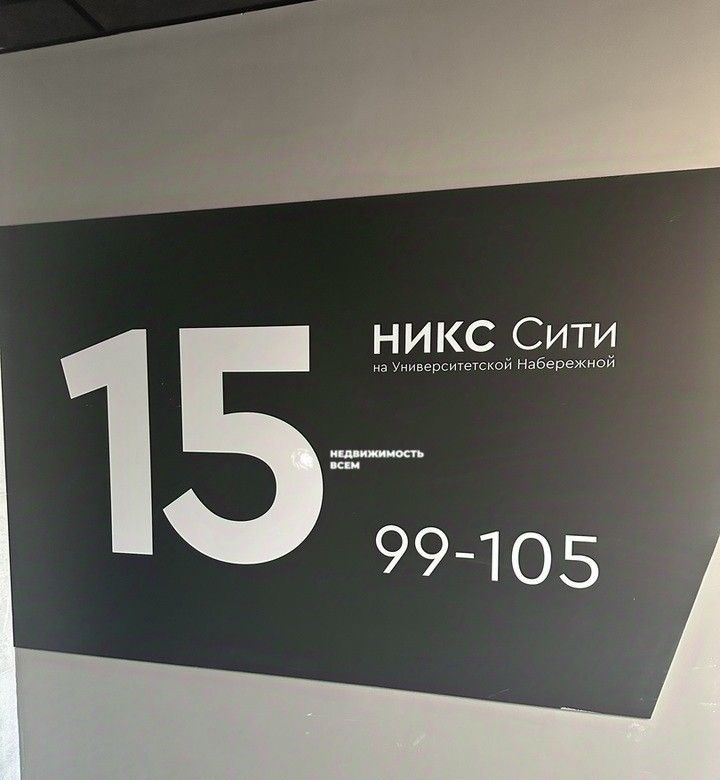 15
НИКС Сити
на Университетской Набережной
НЕДВИЖИМОСТЬ
ВСЕМ
99-105